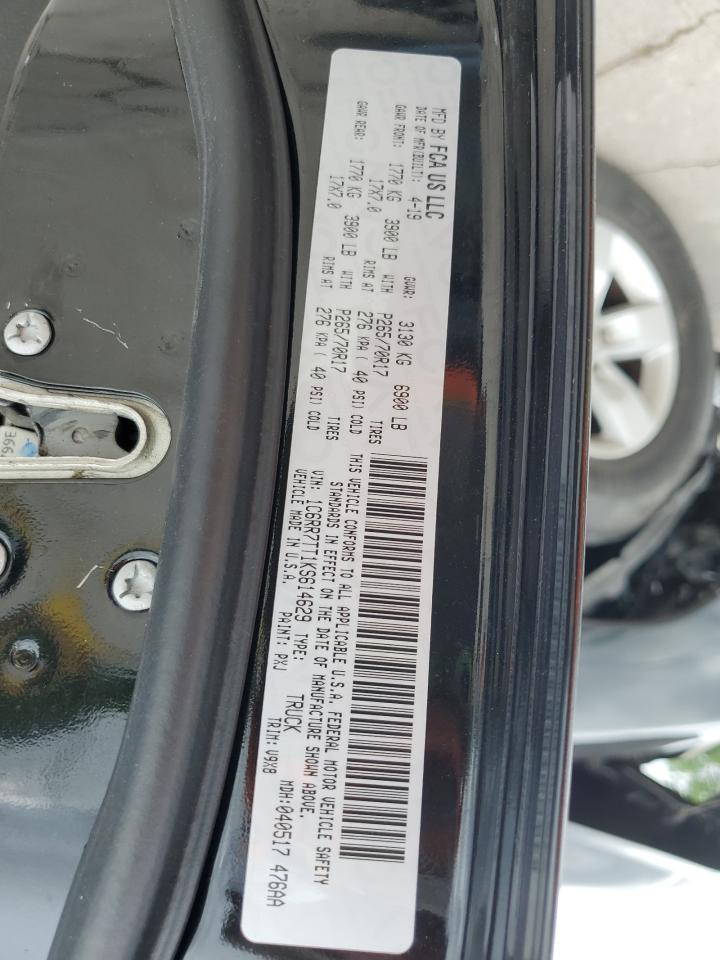 MFD BY FCA US LLC
DATE OF MFR(BUILT): 4-19 GVWR: 3130 KG 6900 LB
GAWR FRONT: 1770 KG 3900 LB WITH P265/70R17 TIRES
17X7.0 RIMS AT 276 KPA( 40 PSI) COLD
GAWR REAR: 1770 KG 3900 LB WITH P265/70R17 TIRES
17X7.0 RIMS AT 276 KPA( 40 PSI) COLD
THIS VEHICLE CONFORMS TO ALL APPLICABLE U.S.A. FEDERAL MOTOR VEHICLE SAFETY
STANDARDS IN EFFECT ON THE DATE OF MANUFACTURE SHOWN ABOVE.
VIN: 1C6RR7TT1KS614629 TYPE: TRUCK MDH:040517 476AA
VEHICLE MADE IN U.S.A. PAINT: PXJ TRIM: V9X8